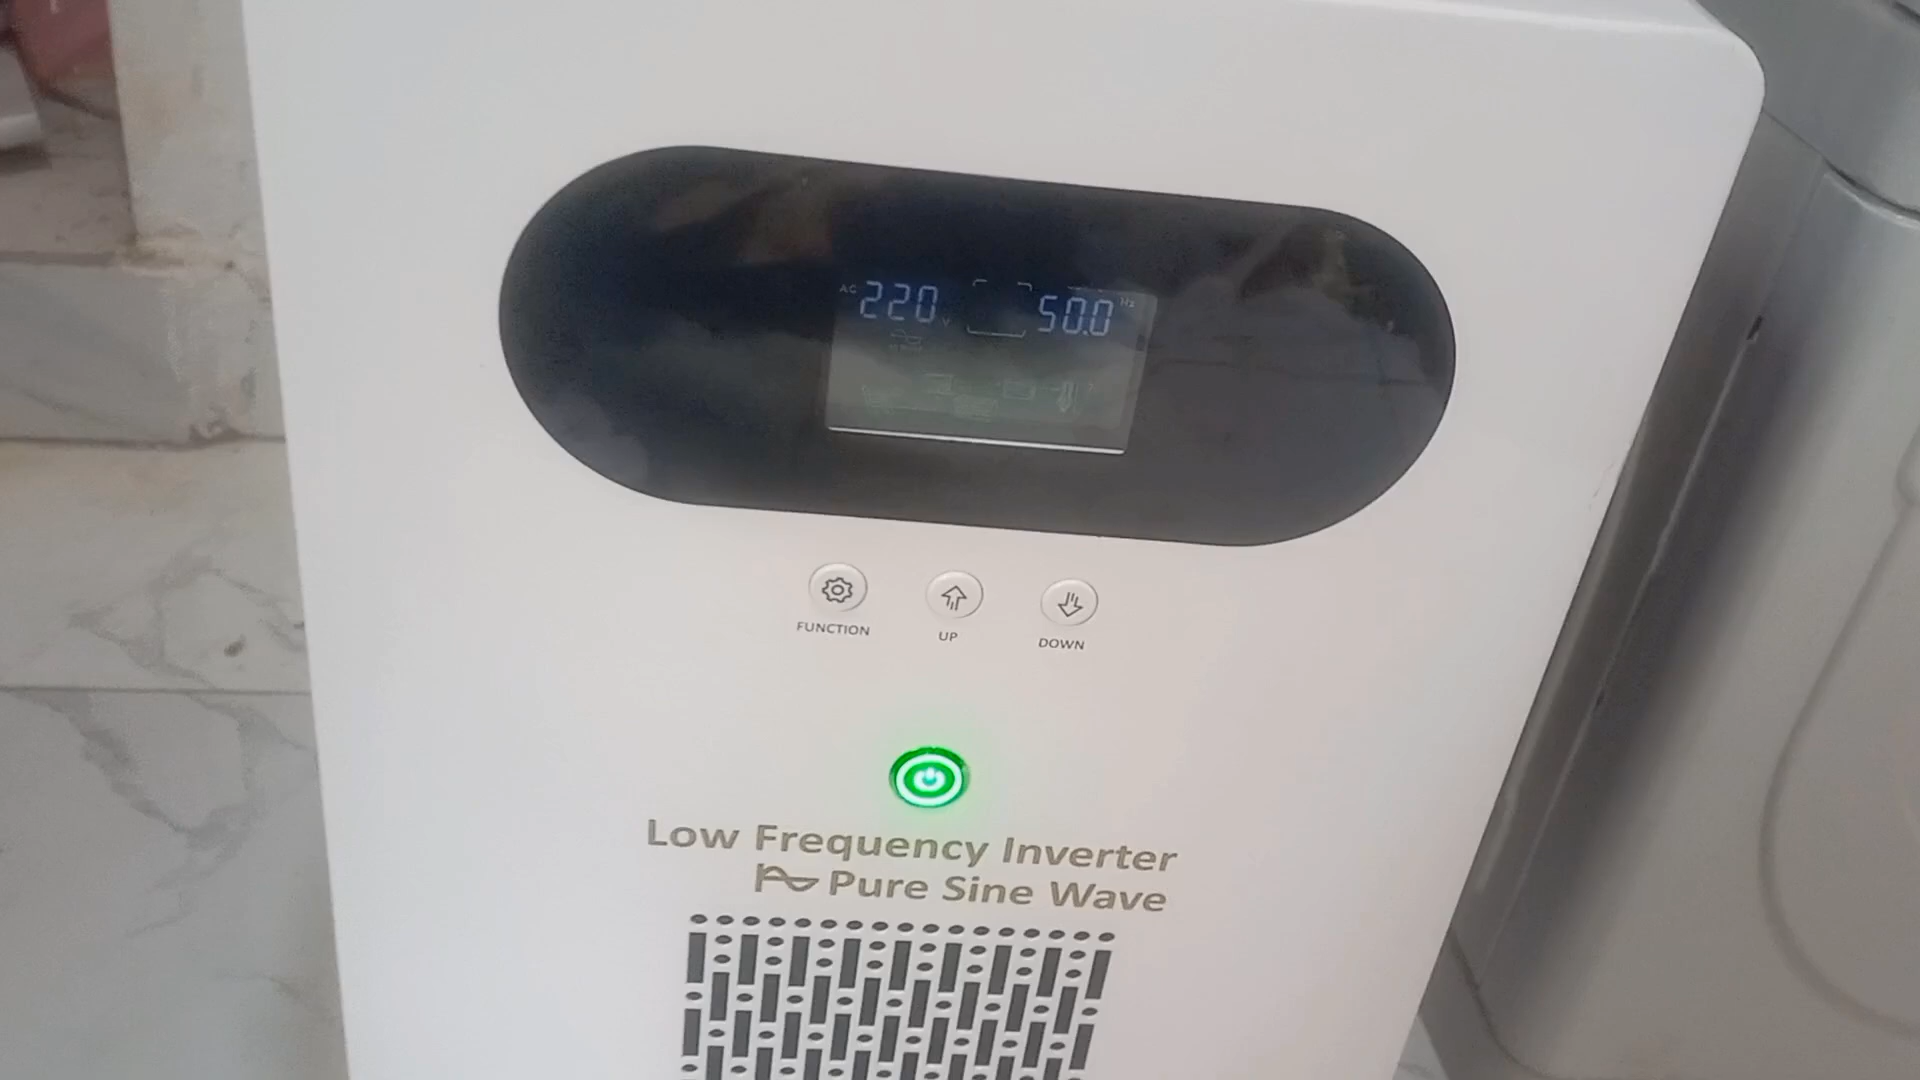 AC 220 V 50.0 Hz
FUNCTION UP DOWN
Low Frequency Inverter
Pure Sine Wave